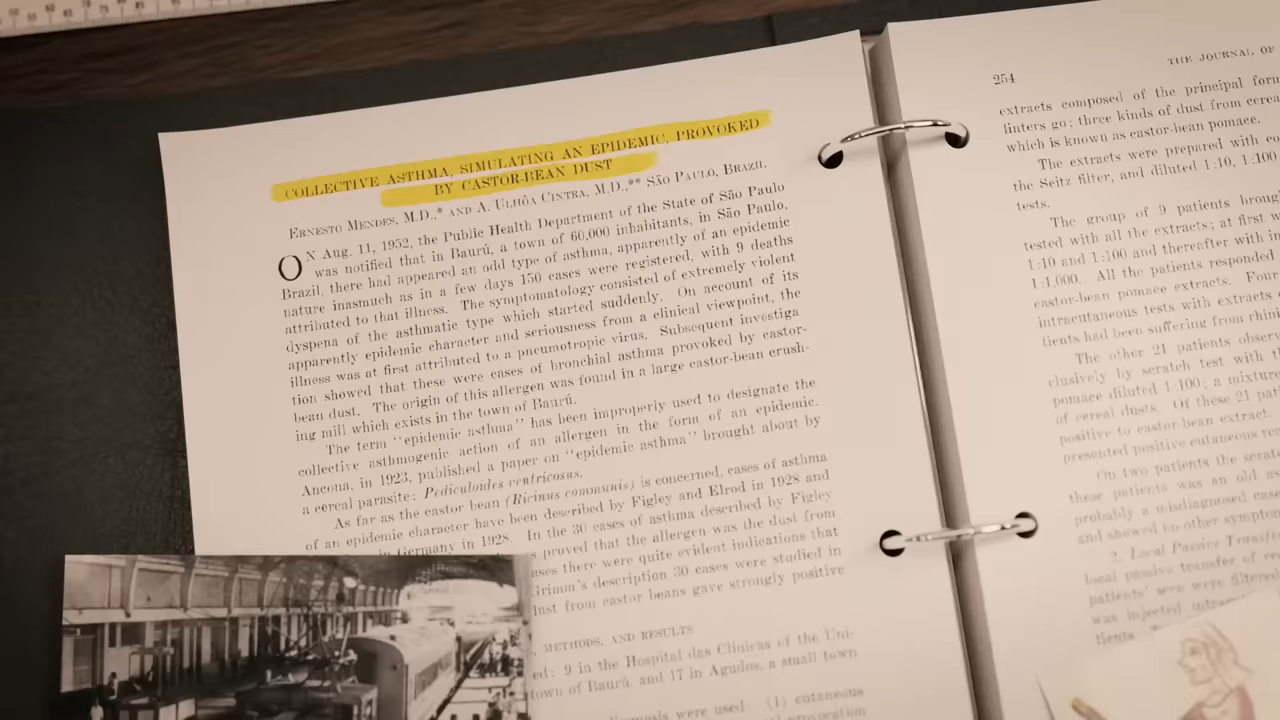 COLLECTIVE ASTHMA, SIMULATING AN EPIDEMIC, PROVOKED
BY CASTOR-BEAN DUST
ERNESTO MENDES, M.D.,* AND A. ULHÔA CINTRA, M.D.,** SÃO PAULO, BRAZIL
ON Aug. 11, 1952, the Public Health Department of the State of São Paulo
was notified that in Baurú, a town of 60,000 inhabitants, in São Paulo,
Brazil, there had appeared an odd type of asthma, apparently of an epidemic
nature inasmuch as in a few days 150 cases were registered, with 9 deaths
attributed to that illness. The symptomatology consisted of extremely violent
dyspena of the asthmatic type which started suddenly. On account of its
apparently epidemic character and seriousness from a clinical viewpoint, the
illness was at first attributed to a pneumotropic virus. Subsequent investiga
tion showed that these were cases of bronchial asthma provoked by castor-
bean dust. The origin of this allergen was found in a large castor-bean crush-
ing mill which exists in the town of Baurú.
The term "epidemic asthma" has been improperly used to designate the
collective asthmogenic action of an allergen in the form of an epidemic.
Ancona, in 1923, published a paper on "epidemic asthma" brought about by
a cereal parasite: Pediculoides ventricosus.
As far as the castor bean (Ricinus communis) is concerned, cases of asthma
of an epidemic character have been described by Figley and Elrod in 1928 and
in Germany in 1928. In the 30 cases of asthma described by Figley
proved that the allergen was the dust from
ases there were quite evident indications that
Grimm's description 30 cases were studied in
dust from castor beans gave strongly positive
METHODS, AND RESULTS
ed: 9 in the Hospital das Clinicas of the Uni-
town of Baurú, and 17 in Agudos, a small town
were used: (1) cutaneous
provocation
254
THE JOURNAL OF
extracts composed of the principal
linters go; three kinds of dust from
which is known as castor-bean pomace.
The extracts were prepared with
the Seitz filter, and diluted 1:10, 1:100
tests.
The group of 9 patients
tested with all the extracts; at first
1:10 and 1:100 and thereafter with
1:1,000. All the patients responded
castor-bean pomace extracts. Four
intracutaneous tests with extracts
tients had been suffering from
The other 21 patients
clusively by scratch test with
pomace diluted 1:100; a mixture
of cereal dusts. Of these 21
positive to castor-bean extract.
presented positive cutaneous
On two patients the
these patients was an old
probably a misdiagnosed
and showed no other
2. Local Passive
local passive transfer of
patients' were filtered
was injected
tients.